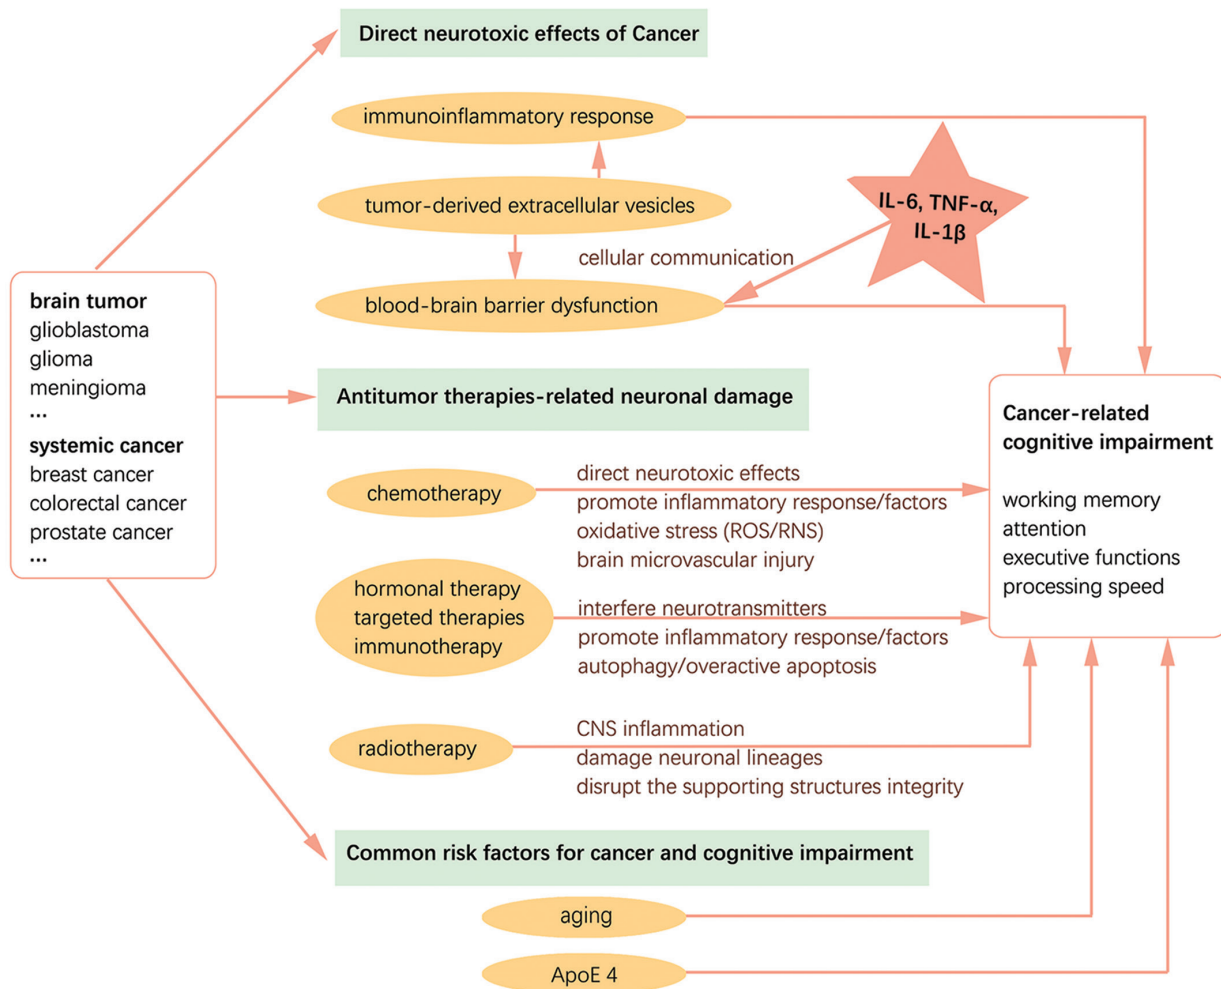 Direct neurotoxic effects of Cancer
immunoinflammatory response
tumor-derived extracellular vesicles
IL-6, TNF-α,
IL-1β
cellular communication
blood-brain barrier dysfunction
brain tumor
glioblastoma
glioma
meningioma
...
systemic cancer
breast cancer
colorectal cancer
prostate cancer
...
Antitumor therapies-related neuronal damage
chemotherapy
direct neurotoxic effects
promote inflammatory response/factors
oxidative stress (ROS/RNS)
brain microvascular injury
hormonal therapy
targeted therapies
immunotherapy
interfere neurotransmitters
promote inflammatory response/factors
autophagy/overactive apoptosis
radiotherapy
CNS inflammation
damage neuronal lineages
disrupt the supporting structures integrity
Cancer-related
cognitive impairment
working memory
attention
executive functions
processing speed
Common risk factors for cancer and cognitive impairment
aging
ApoE 4